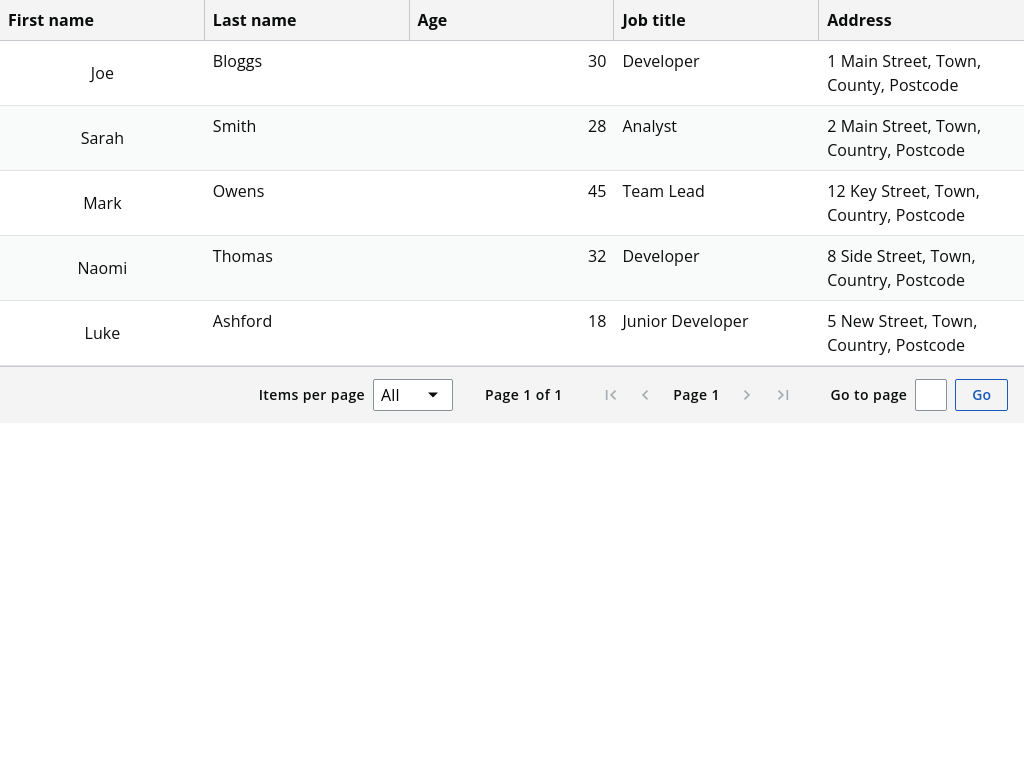 First name Last name Age Job title Address
Joe Bloggs 30 Developer 1 Main Street, Town,
County, Postcode
Sarah Smith 28 Analyst 2 Main Street, Town,
Country, Postcode
Mark Owens 45 Team Lead 12 Key Street, Town,
Country, Postcode
Naomi Thomas 32 Developer 8 Side Street, Town,
Country, Postcode
Luke Ashford 18 Junior Developer 5 New Street, Town,
Country, Postcode
Items per page All Page 1 of 1 Page 1 Go to page Go